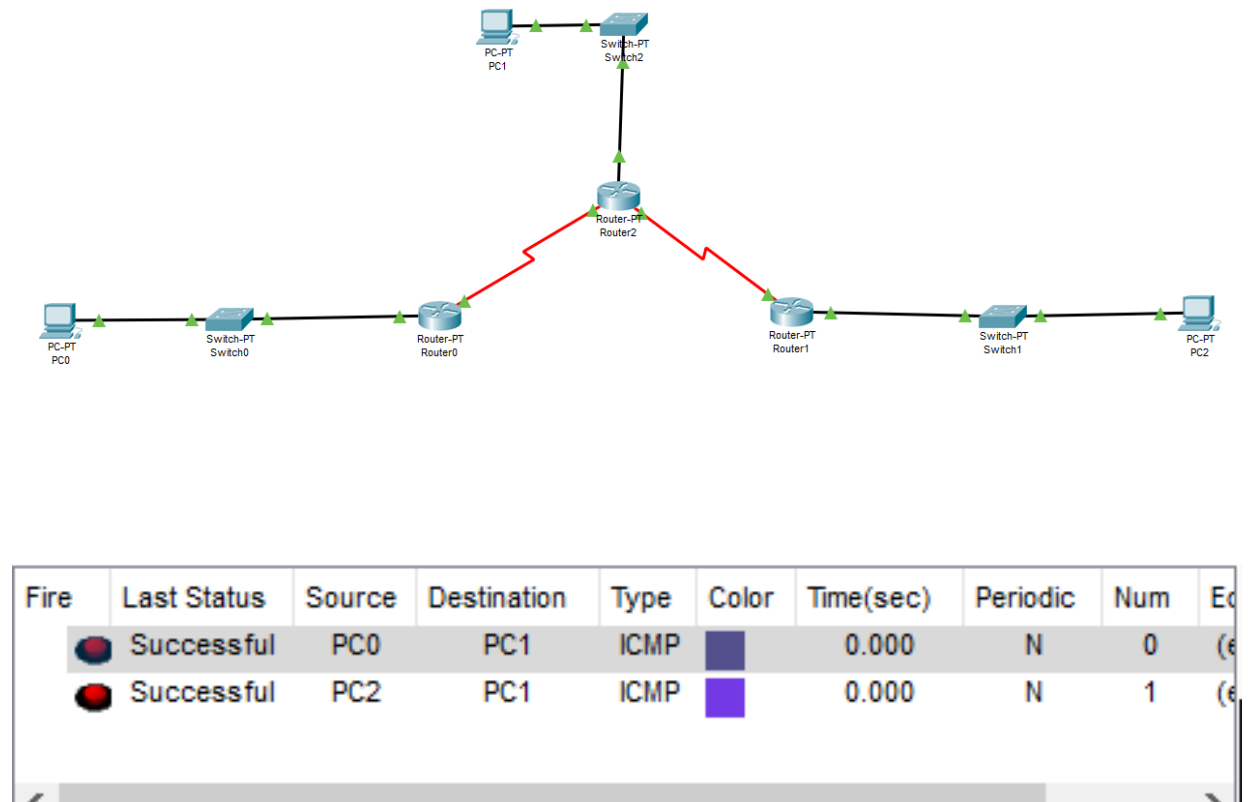 PC-PT
PC1
Switch-PT
Switch2
Router-PT
Router2
PC-PT
PC0
Switch-PT
Switch0
Router-PT
Router0
Router-PT
Router1
Switch-PT
Switch1
PC-PT
PC2
Fire Last Status Source Destination Type Color Time(sec) Periodic Num
Successful PC0 PC1 ICMP 0.000 N 0
Successful PC2 PC1 ICMP 0.000 N 1